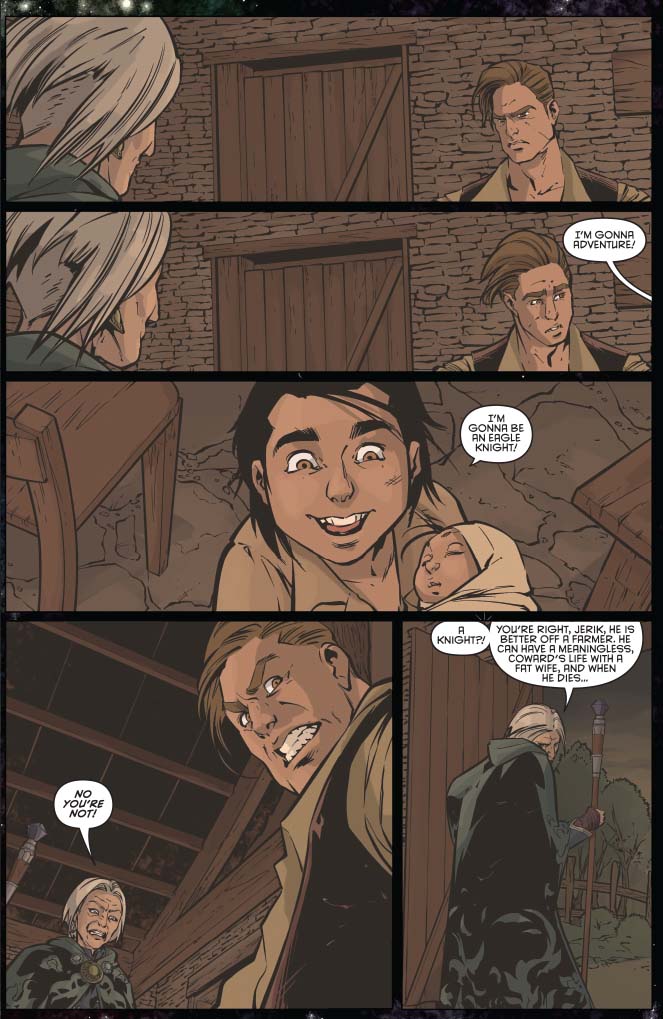 I'M GONNA
ADVENTURE!
I'M
GONNA BE
AN EAGLE
KNIGHT!
NO
YOU'RE
NOT!
A
KNIGHT?!
YOU'RE RIGHT, JERIK, HE IS
BETTER OFF A FARMER. HE
CAN HAVE A MEANINGLESS,
COWARD'S LIFE WITH A
FAT WIFE, AND WHEN
HE DIES...